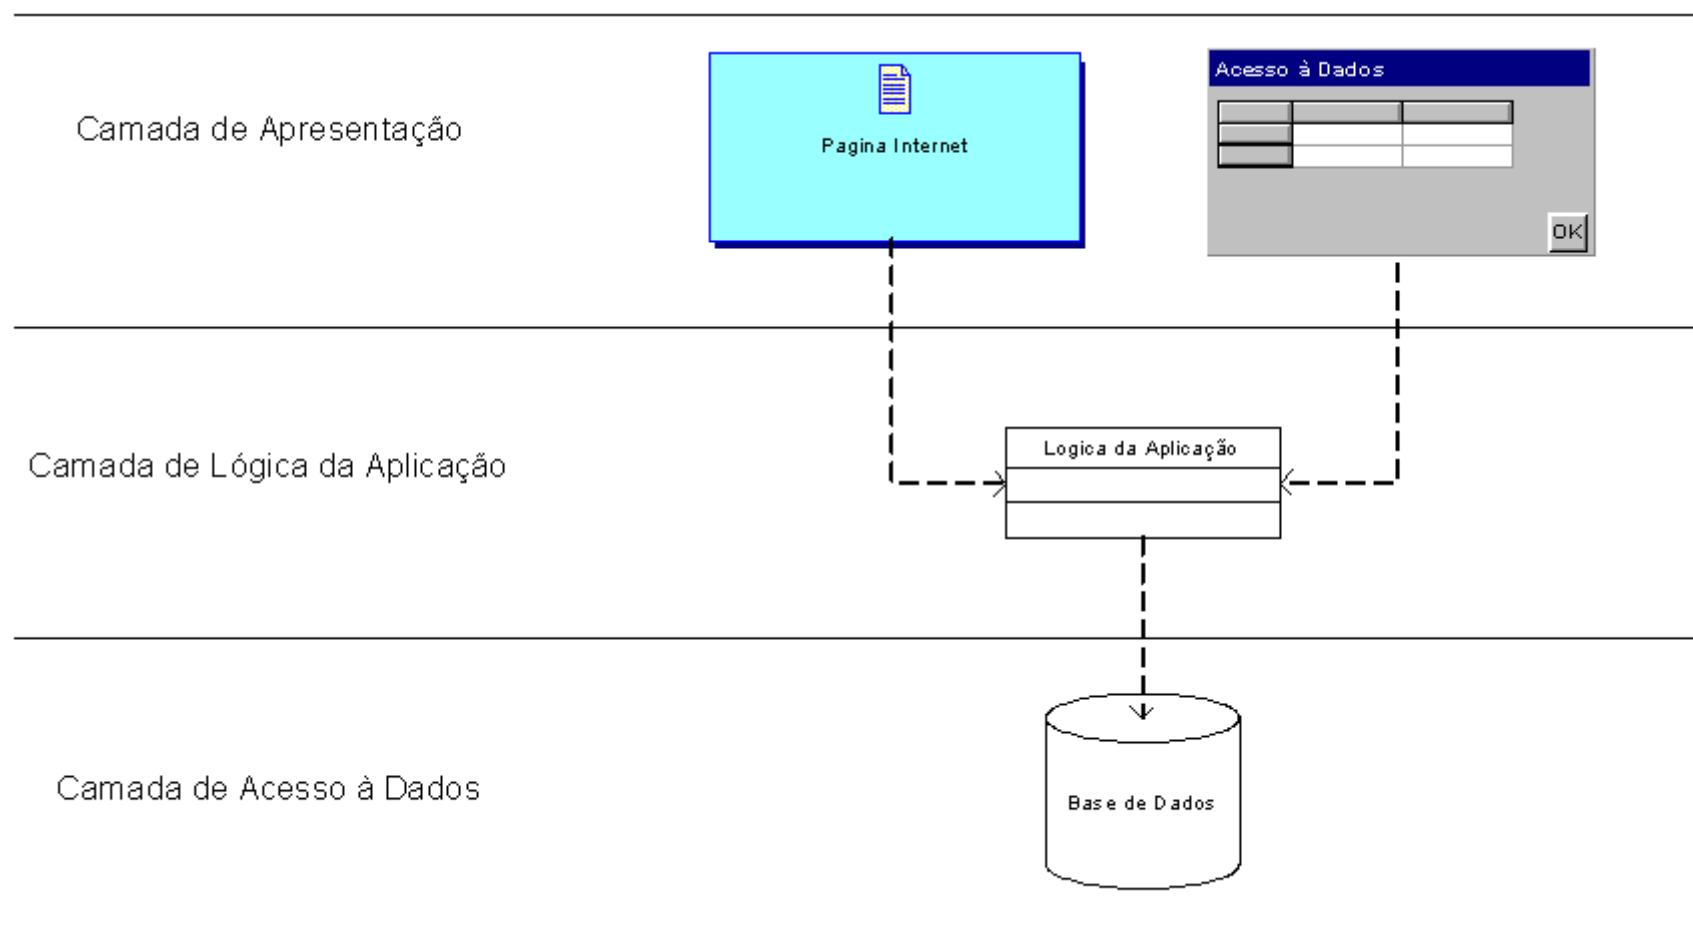 Camada de Apresentação
Pagina Internet
Acesso à Dados
OK
Camada de Lógica da Aplicação
Logica da Aplicação
Camada de Acesso à Dados
Base de Dados